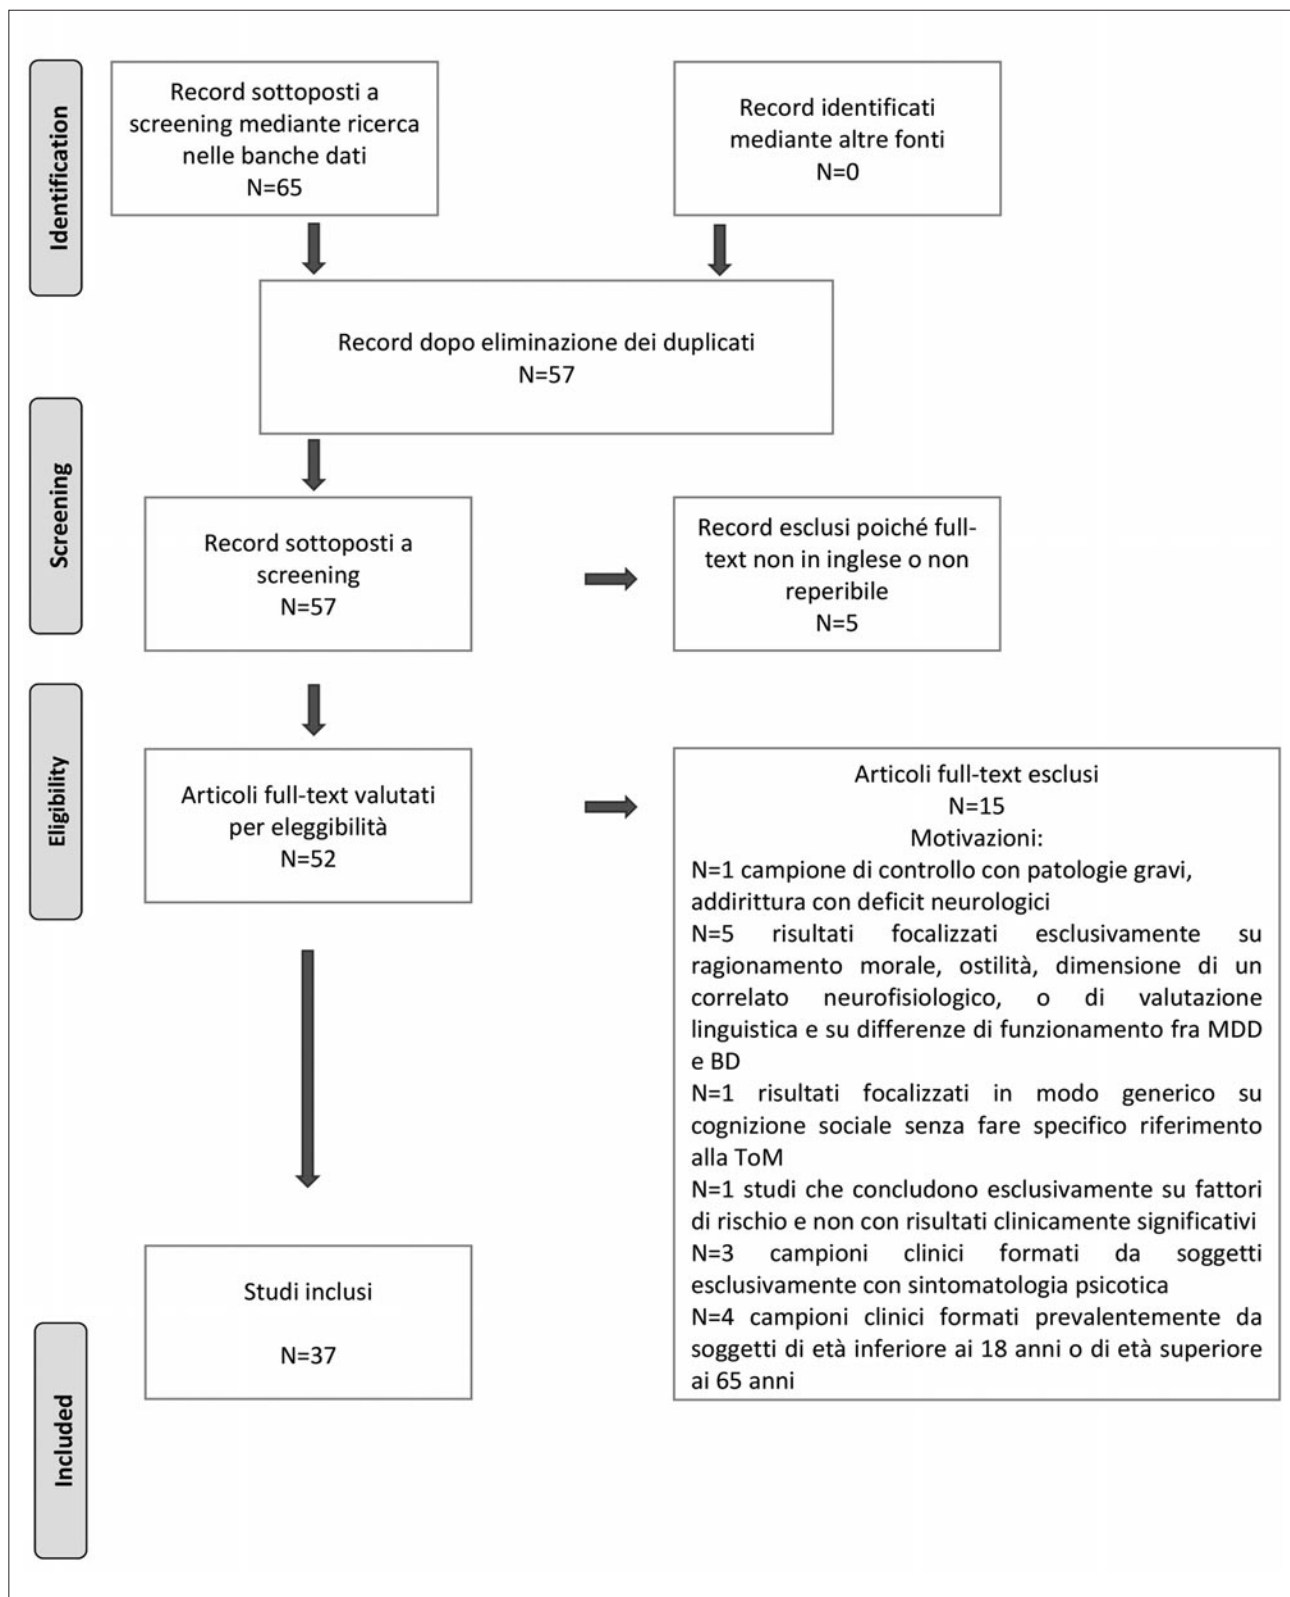 Identification
Record sottoposti a
screening mediante ricerca
nelle banche dati
N=65
Record identificati
mediante altre fonti
N=0
Record dopo eliminazione dei duplicati
N=57
Screening
Record sottoposti a
screening
N=57
Record esclusi poiché full-
text non in inglese o non
reperibile
N=5
Eligibility
Articoli full-text valutati
per eleggibilità
N=52
Articoli full-text esclusi
N=15
Motivazioni:
N=1 campione di controllo con patologie gravi,
addirittura con deficit neurologici
N=5 risultati focalizzati esclusivamente su
ragionamento morale, ostilità, dimensione di un
correlato neurofisiologico, o di valutazione
linguistica e su differenze di funzionamento fra MDD
e BD
N=1 risultati focalizzati in modo generico su
cognizione sociale senza fare specifico riferimento
alla ToM
N=1 studi che concludono esclusivamente su fattori
di rischio e non con risultati clinicamente significativi
N=3 campioni clinici formati da soggetti
esclusivamente con sintomatologia psicotica
N=4 campioni clinici formati prevalentemente da
soggetti di età inferiore ai 18 anni o di età superiore
ai 65 anni
Included
Studi inclusi
N=37